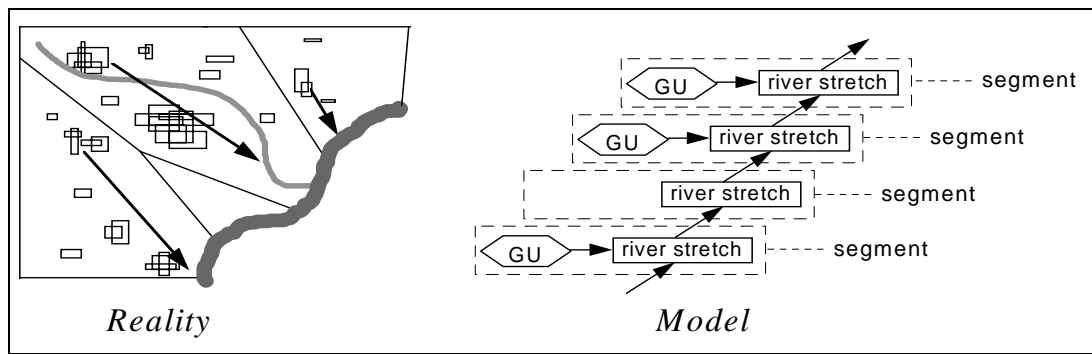 GU
river stretch
segment
GU
river stretch
segment
river stretch
segment
GU
river stretch
segment
Reality
Model